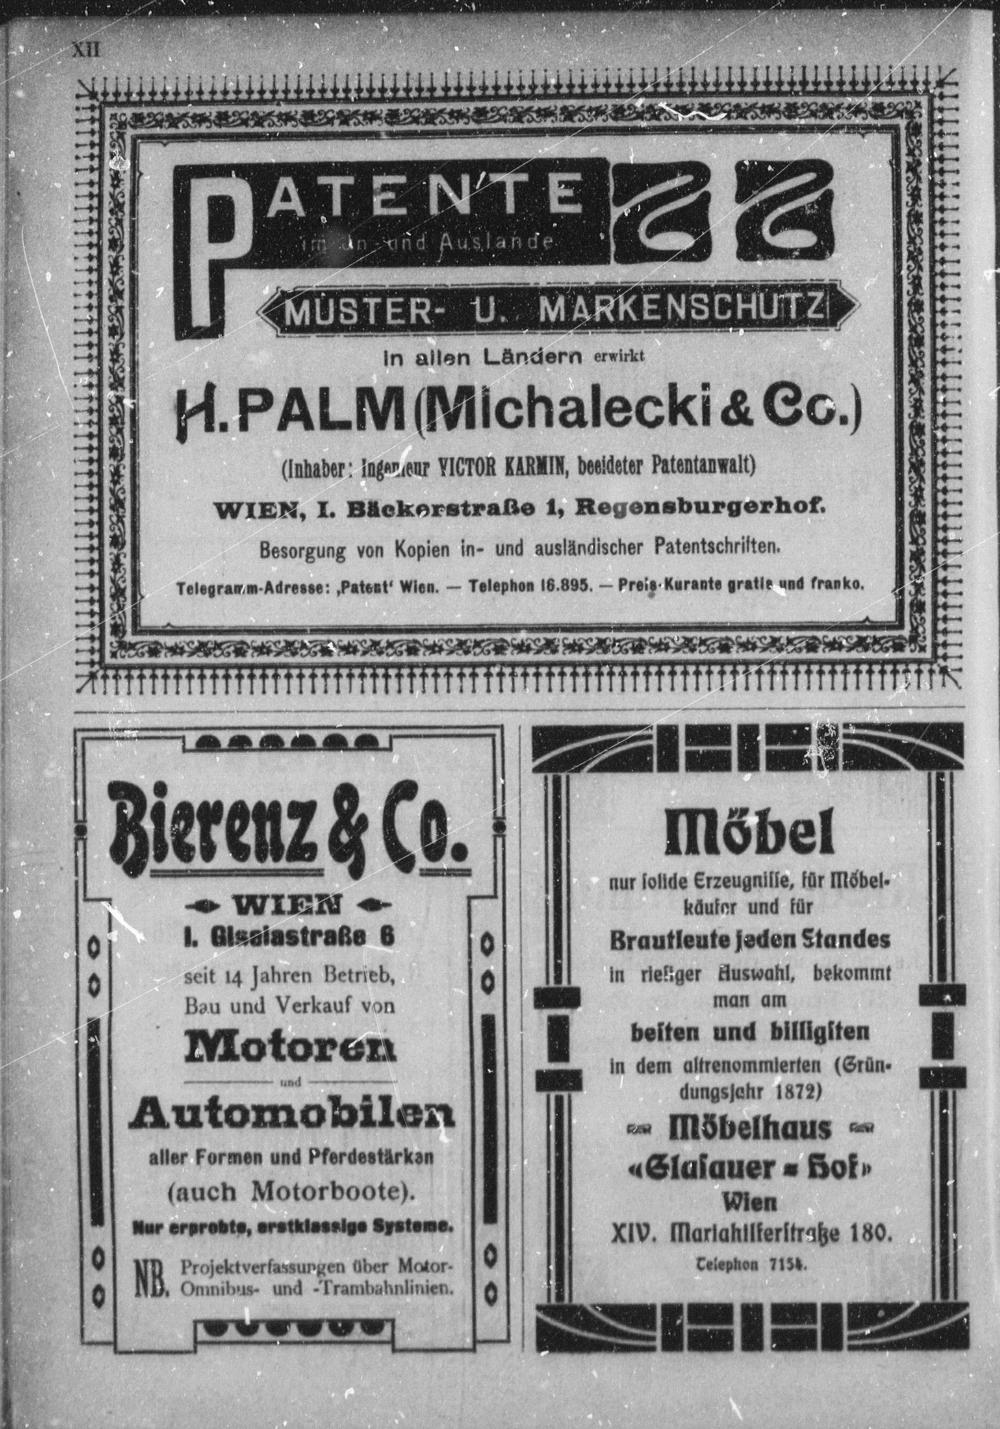 XII
PATENTE
im In- und Auslande
MUSTER- U. MARKENSCHUTZ
in allen Ländern erwirkt
H. PALM (Michalecki & Co.)
(Inhaber: Ingenieur VICTOR KARMIN, beeideter Patentanwalt)
WIEN, I. Bäckerstraße 1, Regensburgerhof.
Besorgung von Kopien in- und ausländischer Patentschriften.
Telegramm-Adresse: ‚Patent‘ Wien. — Telephon 16.895. — Preis-Kurante gratis und franko.
Bierenz & Co.
WIEN
I. Giselastraße 6
seit 14 Jahren Betrieb,
Bau und Verkauf von
Motoren
und
Automobilen
aller Formen und Pferdestärken
(auch Motorboote).
Nur erprobte, erstklassige Systeme.
NB. Projektverfassungen über Motor-
Omnibus- und -Trambahnlinien.
Möbel
nur solide Erzeugnisse, für Möbel-
käufer und für
Brautleute jeden Standes
in riesiger Auswahl, bekommt
man am
besten und billigsten
in dem altrenommierten (Grün-
dungsjahr 1872)
Möbelhaus
«Glasauer = Hof»
Wien
XIV. Mariahilferstraße 180.
Telephon 7154.